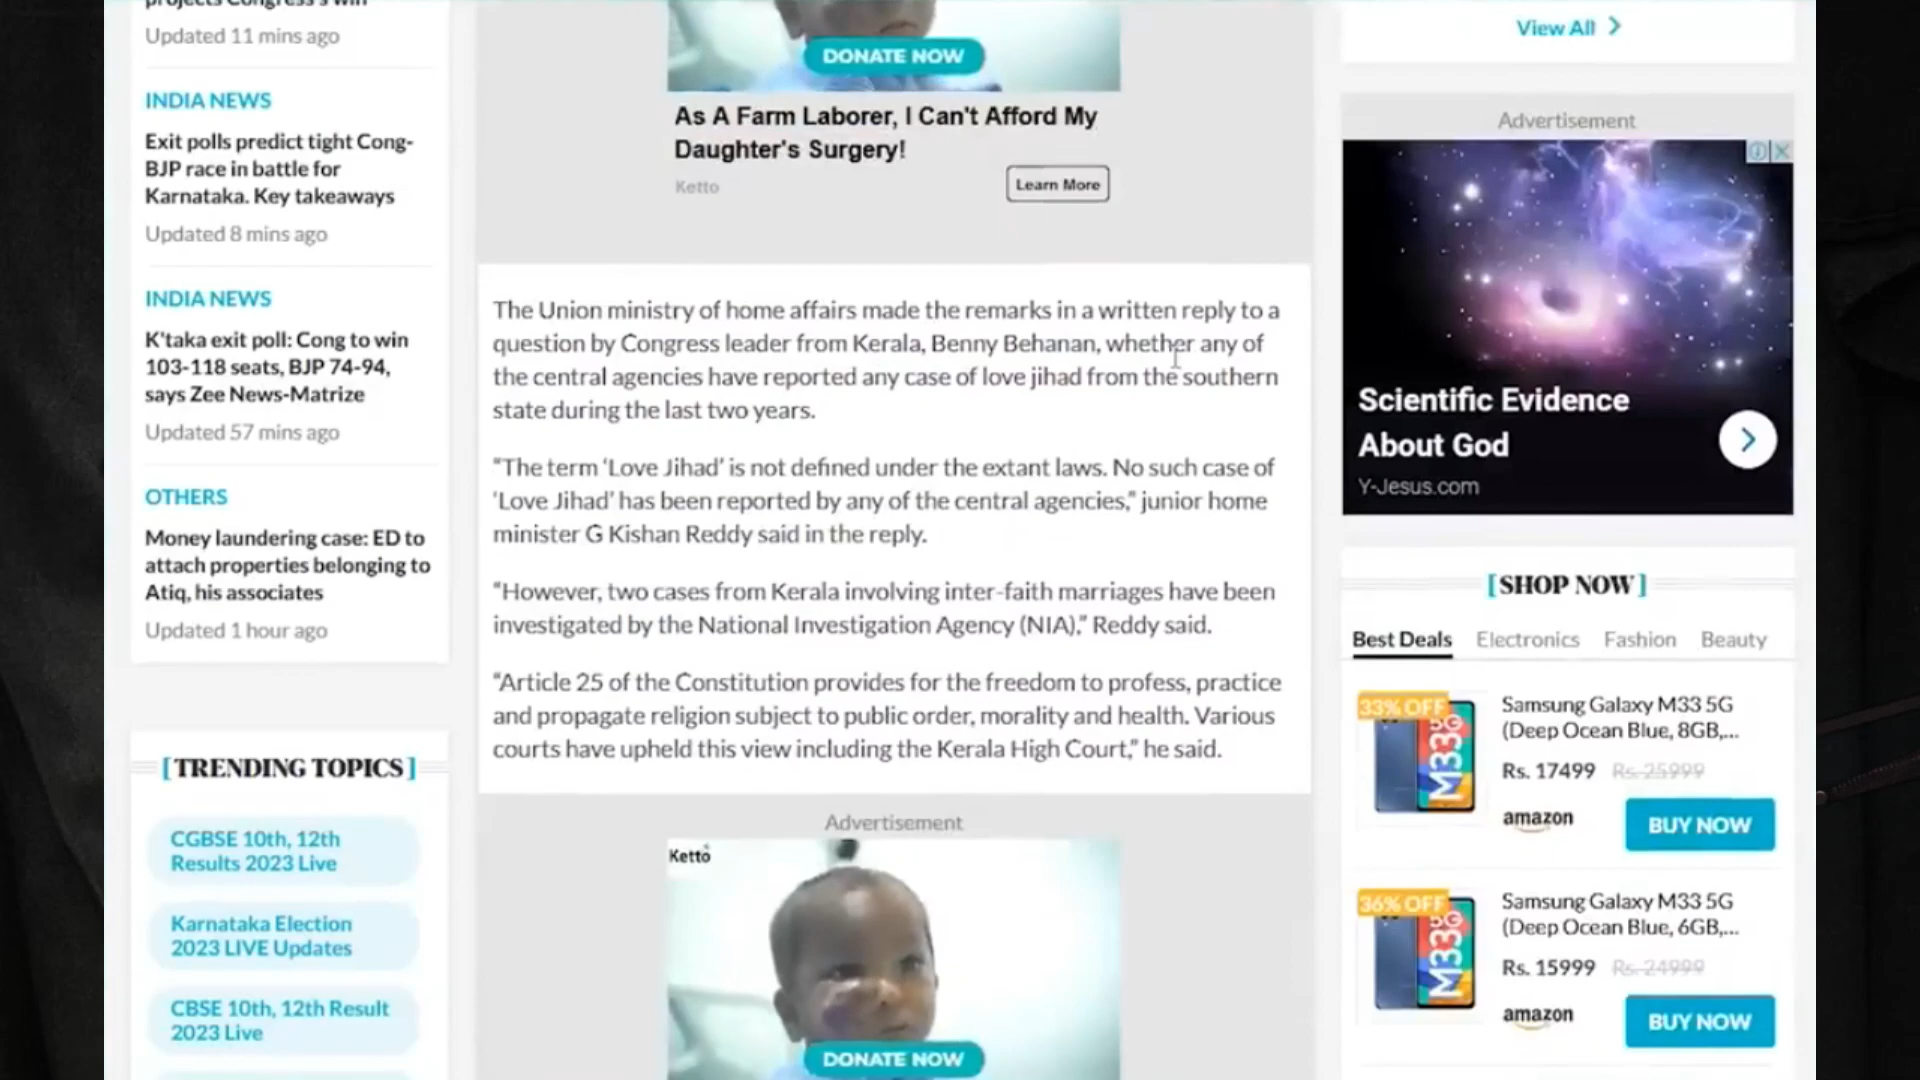 Updated 11 mins ago
INDIA NEWS
Exit polls predict tight Cong-
BJP race in battle for
Karnataka. Key takeaways
Updated 8 mins ago
INDIA NEWS
K'taka exit poll: Cong to win
103-118 seats, BJP 74-94,
says Zee News-Matrize
Updated 57 mins ago
OTHERS
Money laundering case: ED to
attach properties belonging to
Atiq, his associates
Updated 1 hour ago
[TRENDING TOPICS]
CGBSE 10th, 12th
Results 2023 Live
Karnataka Election
2023 LIVE Updates
CBSE 10th, 12th Result
2023 Live
DONATE NOW
As A Farm Laborer, I Can't Afford My
Daughter's Surgery!
Ketto
Learn More
The Union ministry of home affairs made the remarks in a written reply to a
question by Congress leader from Kerala, Benny Behanan, whether any of
the central agencies have reported any case of love jihad from the southern
state during the last two years.
“The term ‘Love Jihad’ is not defined under the extant laws. No such case of
‘Love Jihad’ has been reported by any of the central agencies,” junior home
minister G Kishan Reddy said in the reply.
“However, two cases from Kerala involving inter-faith marriages have been
investigated by the National Investigation Agency (NIA),” Reddy said.
“Article 25 of the Constitution provides for the freedom to profess, practice
and propagate religion subject to public order, morality and health. Various
courts have upheld this view including the Kerala High Court,” he said.
Advertisement
Ketto
DONATE NOW
View All
Advertisement
Scientific Evidence
About God
Y-Jesus.com
[SHOP NOW]
Best Deals Electronics Fashion Beauty
33% OFF
M33 5G
Samsung Galaxy M33 5G
(Deep Ocean Blue, 8GB,...
Rs. 17499 Rs. 25999
amazon
BUY NOW
36% OFF
M33 5G
Samsung Galaxy M33 5G
(Deep Ocean Blue, 6GB,...
Rs. 15999 Rs. 24999
amazon
BUY NOW